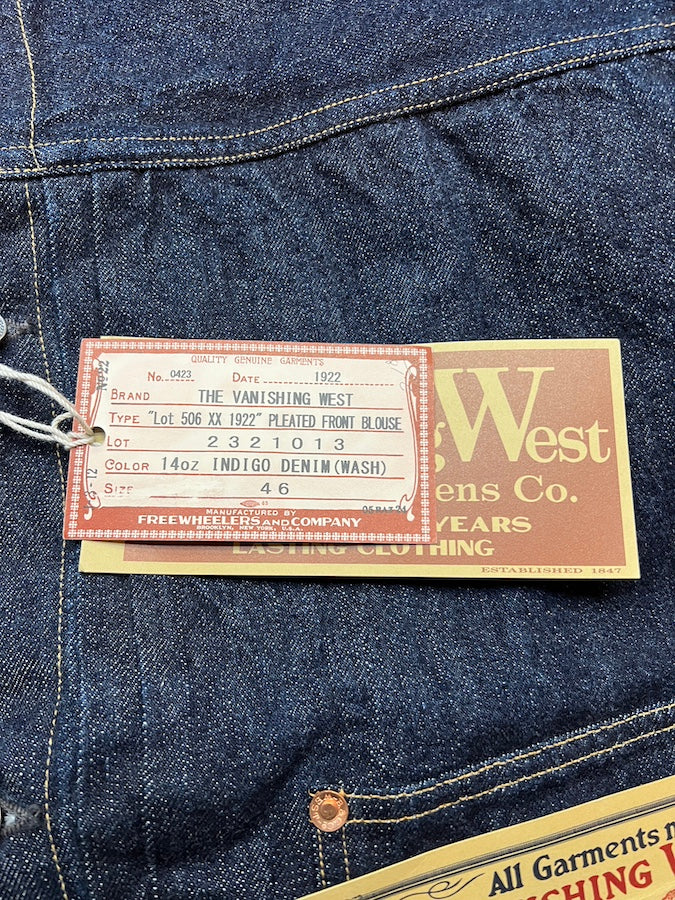 QUALITY GENUINE GARMENTS
No. 0423 DATE 1922
BRAND THE VANISHING WEST
TYPE "Lot 506 XX 1922" PLEATED FRONT BLOUSE
LOT 2321013
COLOR 14oz INDIGO DENIM(WASH)
SIZE 46
MANUFACTURED BY
FREEWHEELERS AND COMPANY
BROOKLYN, NEW YORK, U.S.A.
g West
ens Co.
YEARS
LASTING CLOTHING
ESTABLISHED 1847
All Garments m
SHING W